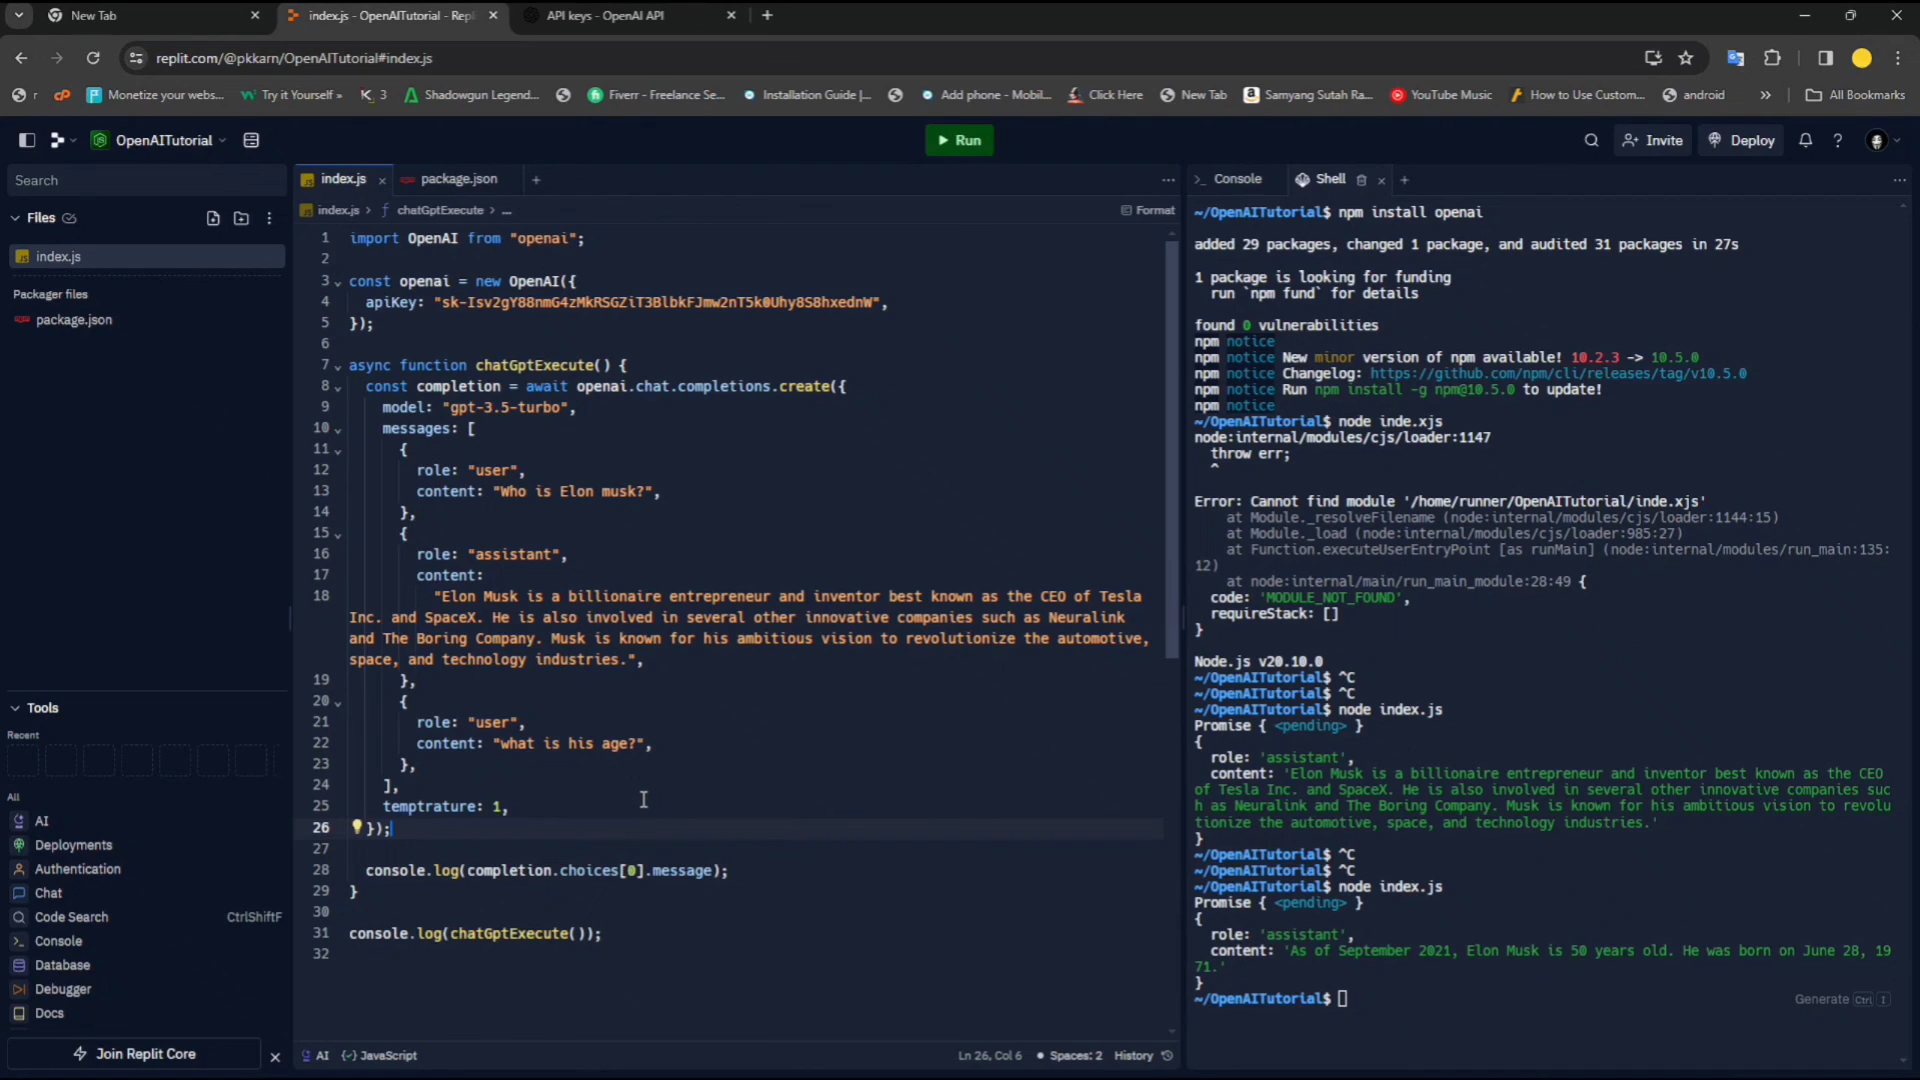 New Tab
index.js - OpenAITutorial - Repl
API keys - OpenAI API
replit.com/@pkkarn/OpenAITutorial#index.js
r
Monetize your webs...
Try it Yourself »
3
Shadowgun Legend...
Fiverr - Freelance Se...
Installation Guide |...
Add phone - Mobil...
Click Here
New Tab
Samyang Sutah Ra...
YouTube Music
How to Use Custom...
android
»
All Bookmarks
OpenAITutorial
Run
Invite
Deploy
?
Search
Files
index.js
Packager files
package.json
Tools
Recent
All
AI
Deployments
Authentication
Chat
Code Search CtrlShiftF
Console
Database
Debugger
Docs
Join Replit Core
index.js
package.json
index.js > chatGptExecute > ...
Format
1 import OpenAI from "openai";
2
3 const openai = new OpenAI({
4 apiKey: "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",
5 });
6
7 async function chatGptExecute() {
8 const completion = await openai.chat.completions.create({
9 model: "gpt-3.5-turbo",
10 messages: [
11 {
12 role: "user",
13 content: "Who is Elon musk?",
14 },
15 {
16 role: "assistant",
17 content:
18 "Elon Musk is a billionaire entrepreneur and inventor best known as the CEO of Tesla
Inc. and SpaceX. He is also involved in several other innovative companies such as Neuralink
and The Boring Company. Musk is known for his ambitious vision to revolutionize the automotive,
space, and technology industries.",
19 },
20 {
21 role: "user",
22 content: "what is his age?",
23 },
24 ],
25 temptrature: 1,
26 });
27
28 console.log(completion.choices[0].message);
29 }
30
31 console.log(chatGptExecute());
32
AI {} JavaScript
Ln 26, Col 6
Spaces: 2
History
Console
Shell
~/OpenAITutorial$ npm install openai
added 29 packages, changed 1 package, and audited 31 packages in 27s
1 package is looking for funding
run `npm fund` for details
found 0 vulnerabilities
npm notice
npm notice New minor version of npm available! 10.2.3 -> 10.5.0
npm notice Changelog: https://github.com/npm/cli/releases/tag/v10.5.0
npm notice Run npm install -g npm@10.5.0 to update!
npm notice
~/OpenAITutorial$ node inde.xjs
node:internal/modules/cjs/loader:1147
throw err;
^
Error: Cannot find module '/home/runner/OpenAITutorial/inde.xjs'
at Module._resolveFilename (node:internal/modules/cjs/loader:1144:15)
at Module._load (node:internal/modules/cjs/loader:985:27)
at Function.executeUserEntryPoint [as runMain] (node:internal/modules/run_main:135:
12)
at node:internal/main/run_main_module:28:49 {
code: 'MODULE_NOT_FOUND',
requireStack: []
}
Node.js v20.10.0
~/OpenAITutorial$ ^C
~/OpenAITutorial$ ^C
~/OpenAITutorial$ node index.js
Promise { <pending> }
{
role: 'assistant',
content: 'Elon Musk is a billionaire entrepreneur and inventor best known as the CEO
of Tesla Inc. and SpaceX. He is also involved in several other innovative companies suc
h as Neuralink and The Boring Company. Musk is known for his ambitious vision to revolu
tionize the automotive, space, and technology industries.'
}
~/OpenAITutorial$ ^C
~/OpenAITutorial$ ^C
~/OpenAITutorial$ node index.js
Promise { <pending> }
{
role: 'assistant',
content: 'As of September 2021, Elon Musk is 50 years old. He was born on June 28, 19
71.'
}
~/OpenAITutorial$
Generate Ctrl I